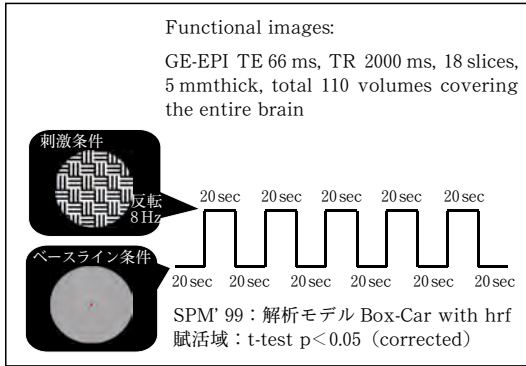 Functional images:
GE-EPI TE 66 ms, TR 2000 ms, 18 slices,
5 mmthick, total 110 volumes covering
the entire brain
刺激条件
反転
8 Hz
20 sec 20 sec 20 sec 20 sec 20 sec
ベースライン条件
20 sec 20 sec 20 sec 20 sec 20 sec 20 sec
SPM' 99：解析モデル Box-Car with hrf
賦活域：t-test p＜0.05（corrected）